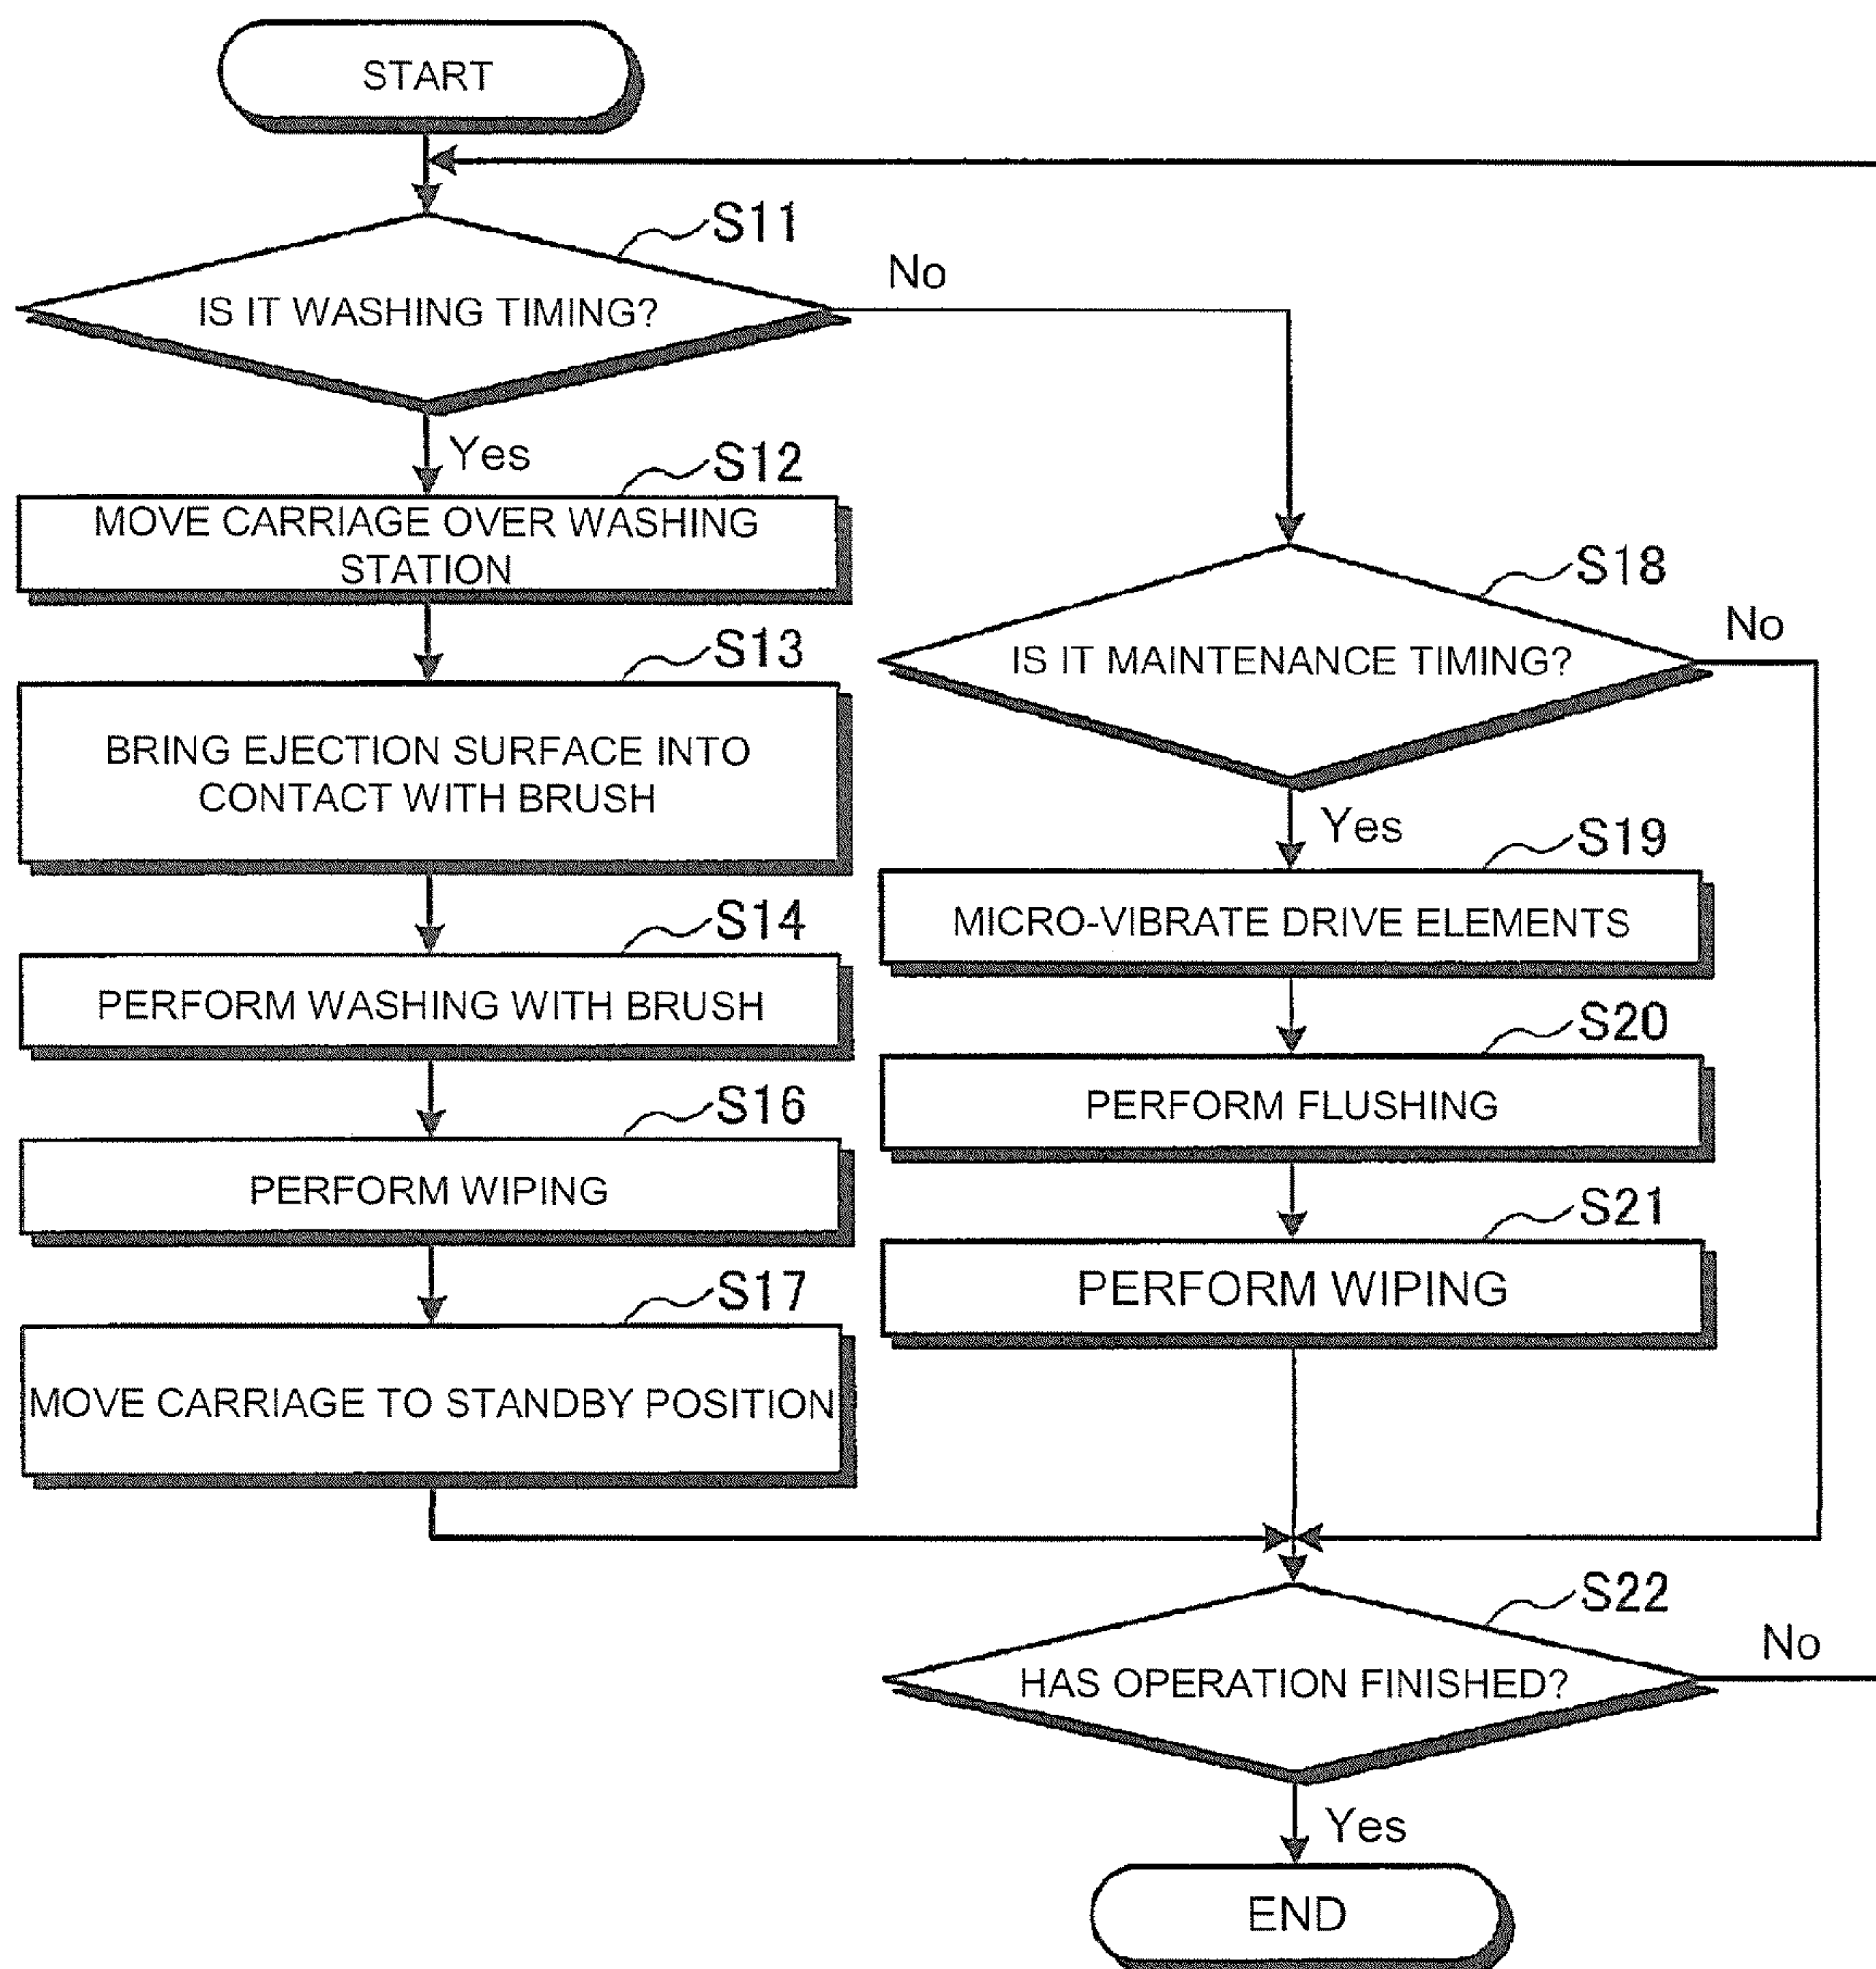 START
S11
IS IT WASHING TIMING?
No
Yes
S12
MOVE CARRIAGE OVER WASHING
STATION
S13
BRING EJECTION SURFACE INTO
CONTACT WITH BRUSH
S14
PERFORM WASHING WITH BRUSH
S16
PERFORM WIPING
S17
MOVE CARRIAGE TO STANDBY POSITION
S18
IS IT MAINTENANCE TIMING?
No
Yes
S19
MICRO-VIBRATE DRIVE ELEMENTS
S20
PERFORM FLUSHING
S21
PERFORM WIPING
S22
HAS OPERATION FINISHED?
No
Yes
END